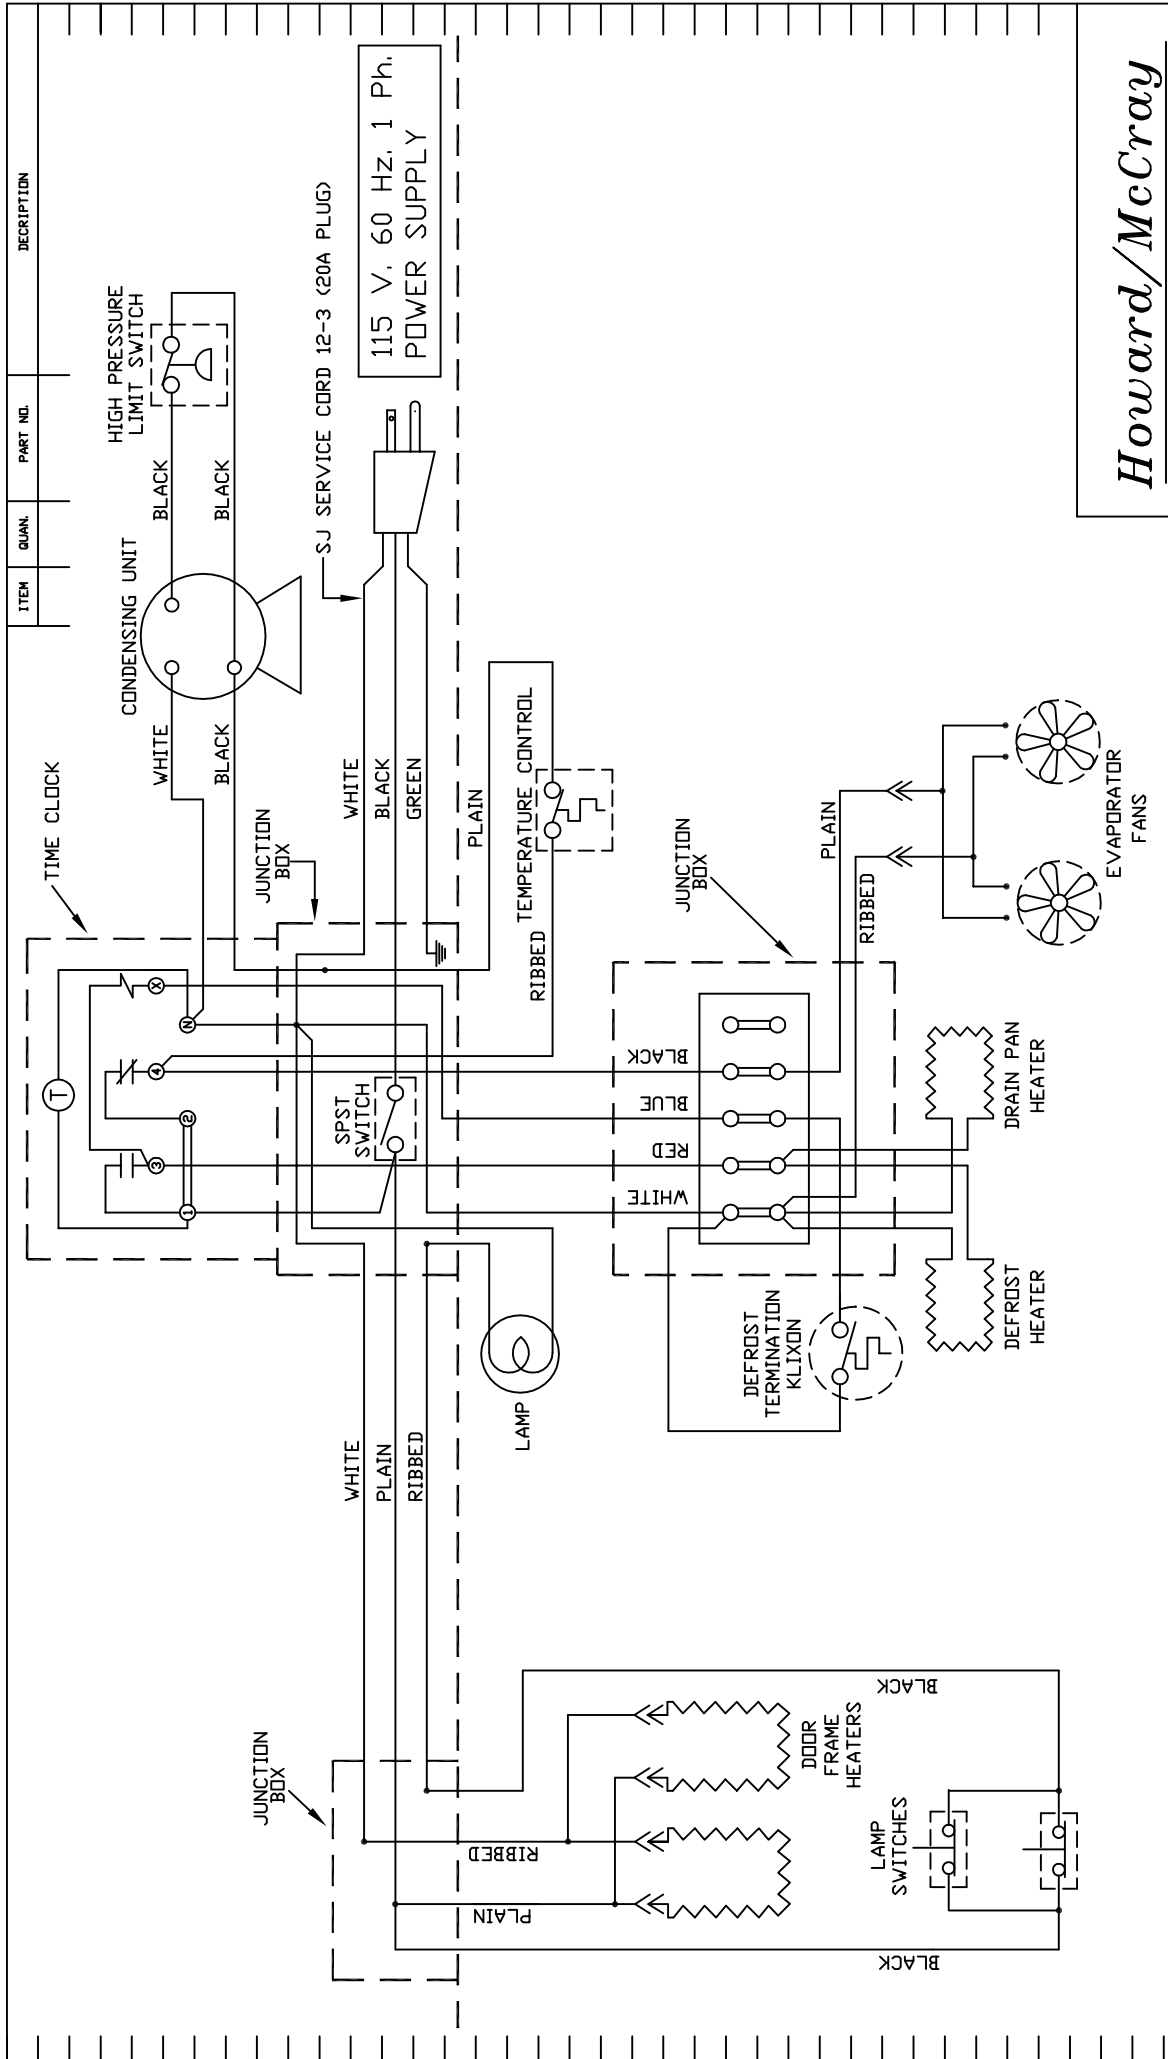 ITEM
QUAN.
PART NO.
DECRIPTION
TIME CLOCK
T
X
N
4
2
3
1
CONDENSING UNIT
HIGH PRESSURE
LIMIT SWITCH
WHITE
BLACK
BLACK
BLACK
JUNCTION
BOX
SJ SERVICE CORD 12-3 (20A PLUG)
115 V. 60 Hz. 1 Ph.
POWER SUPPLY
WHITE
BLACK
GREEN
SPST
SWITCH
PLAIN
TEMPERATURE CONTROL
RIBBED
WHITE
PLAIN
RIBBED
LAMP
JUNCTION
BOX
BLACK
BLUE
RED
WHITE
PLAIN
RIBBED
EVAPORATOR
FANS
DRAIN PAN
HEATER
DEFROST
HEATER
DEFROST
TERMINATION
KLIXON
JUNCTION
BOX
RIBBED
PLAIN
DOOR
FRAME
HEATERS
LAMP
SWITCHES
BLACK
BLACK
Howard/McCray